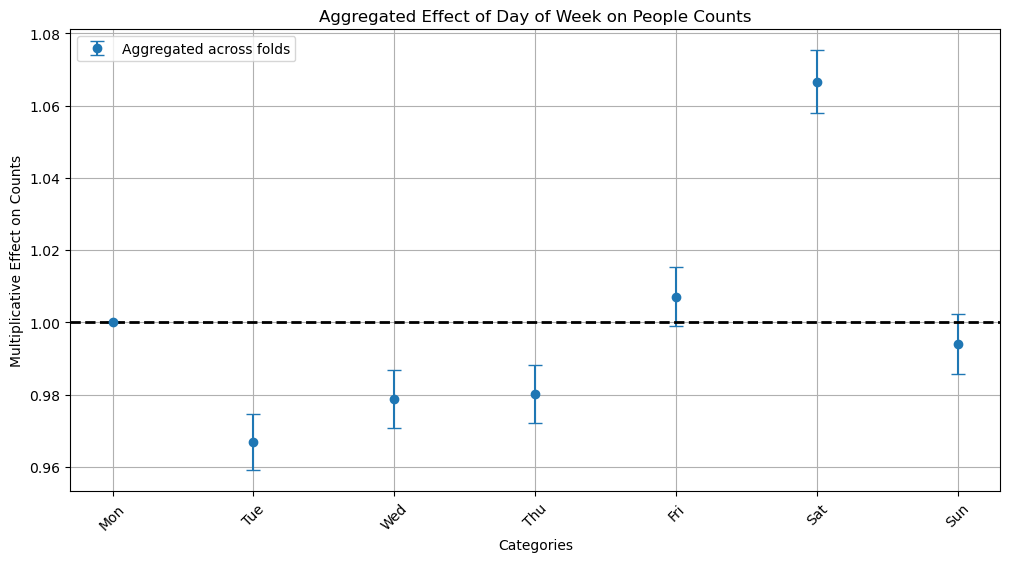 Aggregated Effect of Day of Week on People Counts
Aggregated across folds
Multiplicative Effect on Counts
1.08
1.06
1.04
1.02
1.00
0.98
0.96
Mon
Tue
Wed
Thu
Fri
Sat
Sun
Categories